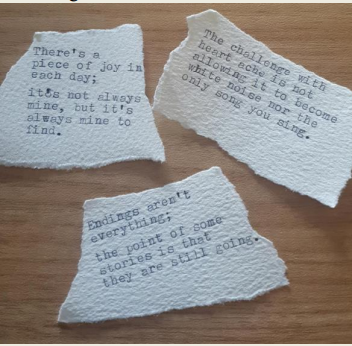 There's a
piece of joy in
each day;
it's not always
mine, but it's
always mine to
find.
The challenge with
heart ache is not
allowing it to become
white noise nor the
only song you sing.
Endings aren't
everything;
the point of some
stories is that
they are still going.